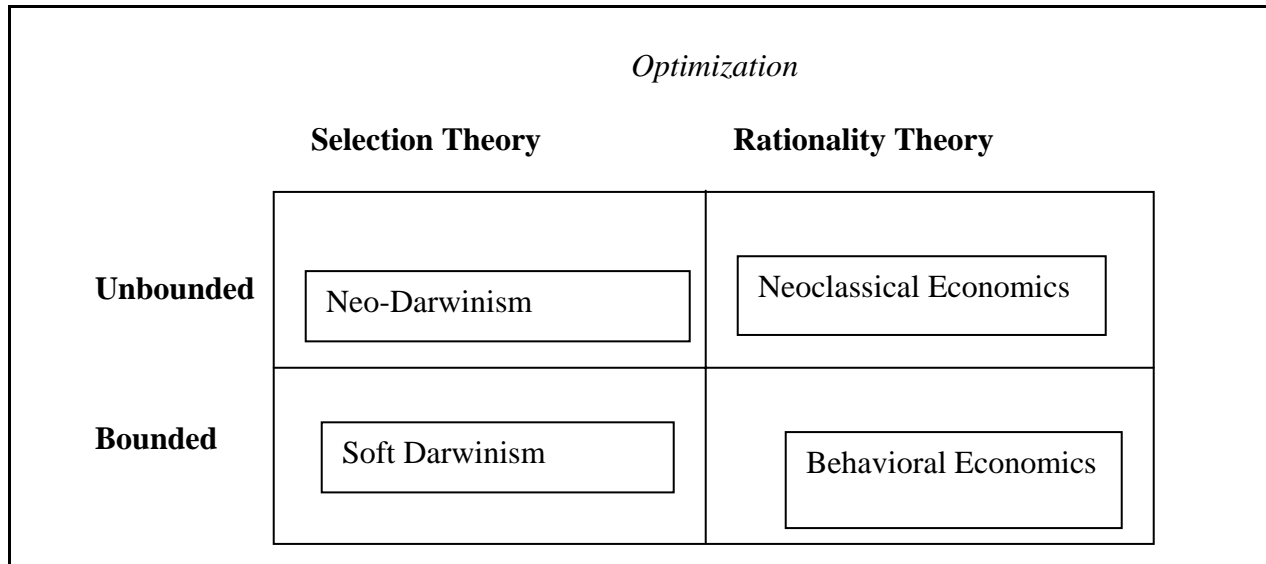 Optimization
Selection Theory Rationality Theory
Unbounded
Neo-Darwinism
Neoclassical Economics
Bounded
Soft Darwinism
Behavioral Economics